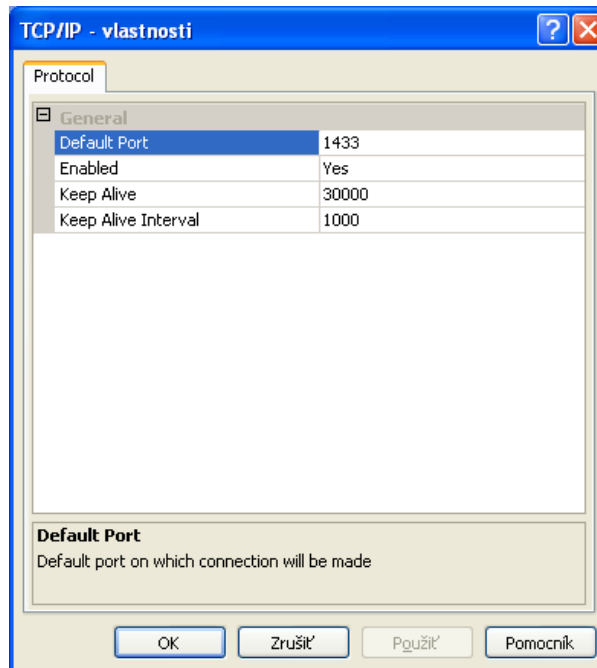 TCP/IP - vlastnosti
Protocol
General
Default Port 1433
Enabled Yes
Keep Alive 30000
Keep Alive Interval 1000
Default Port
Default port on which connection will be made
OK Zrušiť Použiť Pomocník